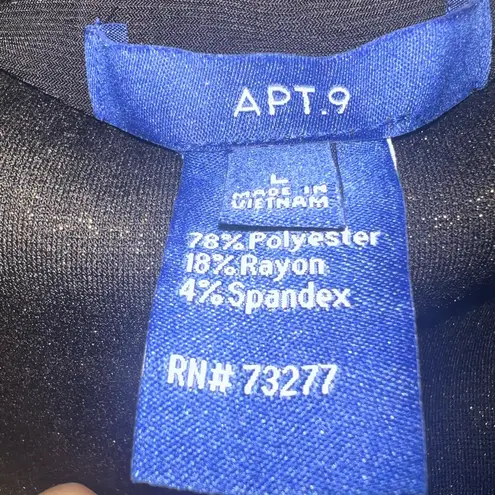 APT.9
L
MADE IN
VIETNAM
78% Polyester
18% Rayon
4% Spandex
RN# 73277